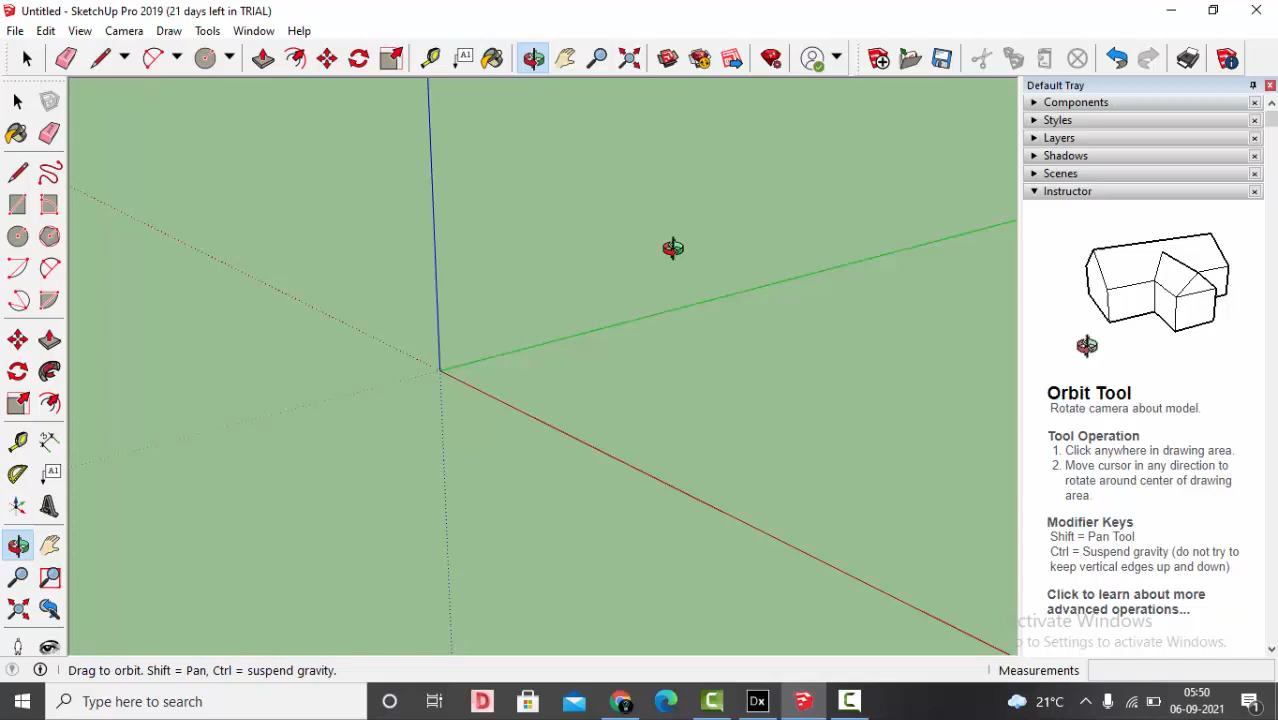 Untitled - SketchUp Pro 2019 (21 days left in TRIAL)
File Edit View Camera Draw Tools Window Help
A1
Default Tray
Components
Styles
Layers
Shadows
Scenes
Instructor
A1
Orbit Tool
Rotate camera about model.
Tool Operation
1. Click anywhere in drawing area.
2. Move cursor in any direction to
rotate around center of drawing
area.
Modifier Keys
Shift = Pan Tool
Ctrl = Suspend gravity (do not try to
keep vertical edges up and down)
Click to learn about more
advanced operations...
ctivate Windows
o to Settings to activate Windows.
Drag to orbit. Shift = Pan, Ctrl = suspend gravity.
Measurements
Type here to search
D
Dx
21°C
05:50
06-09-2021
1